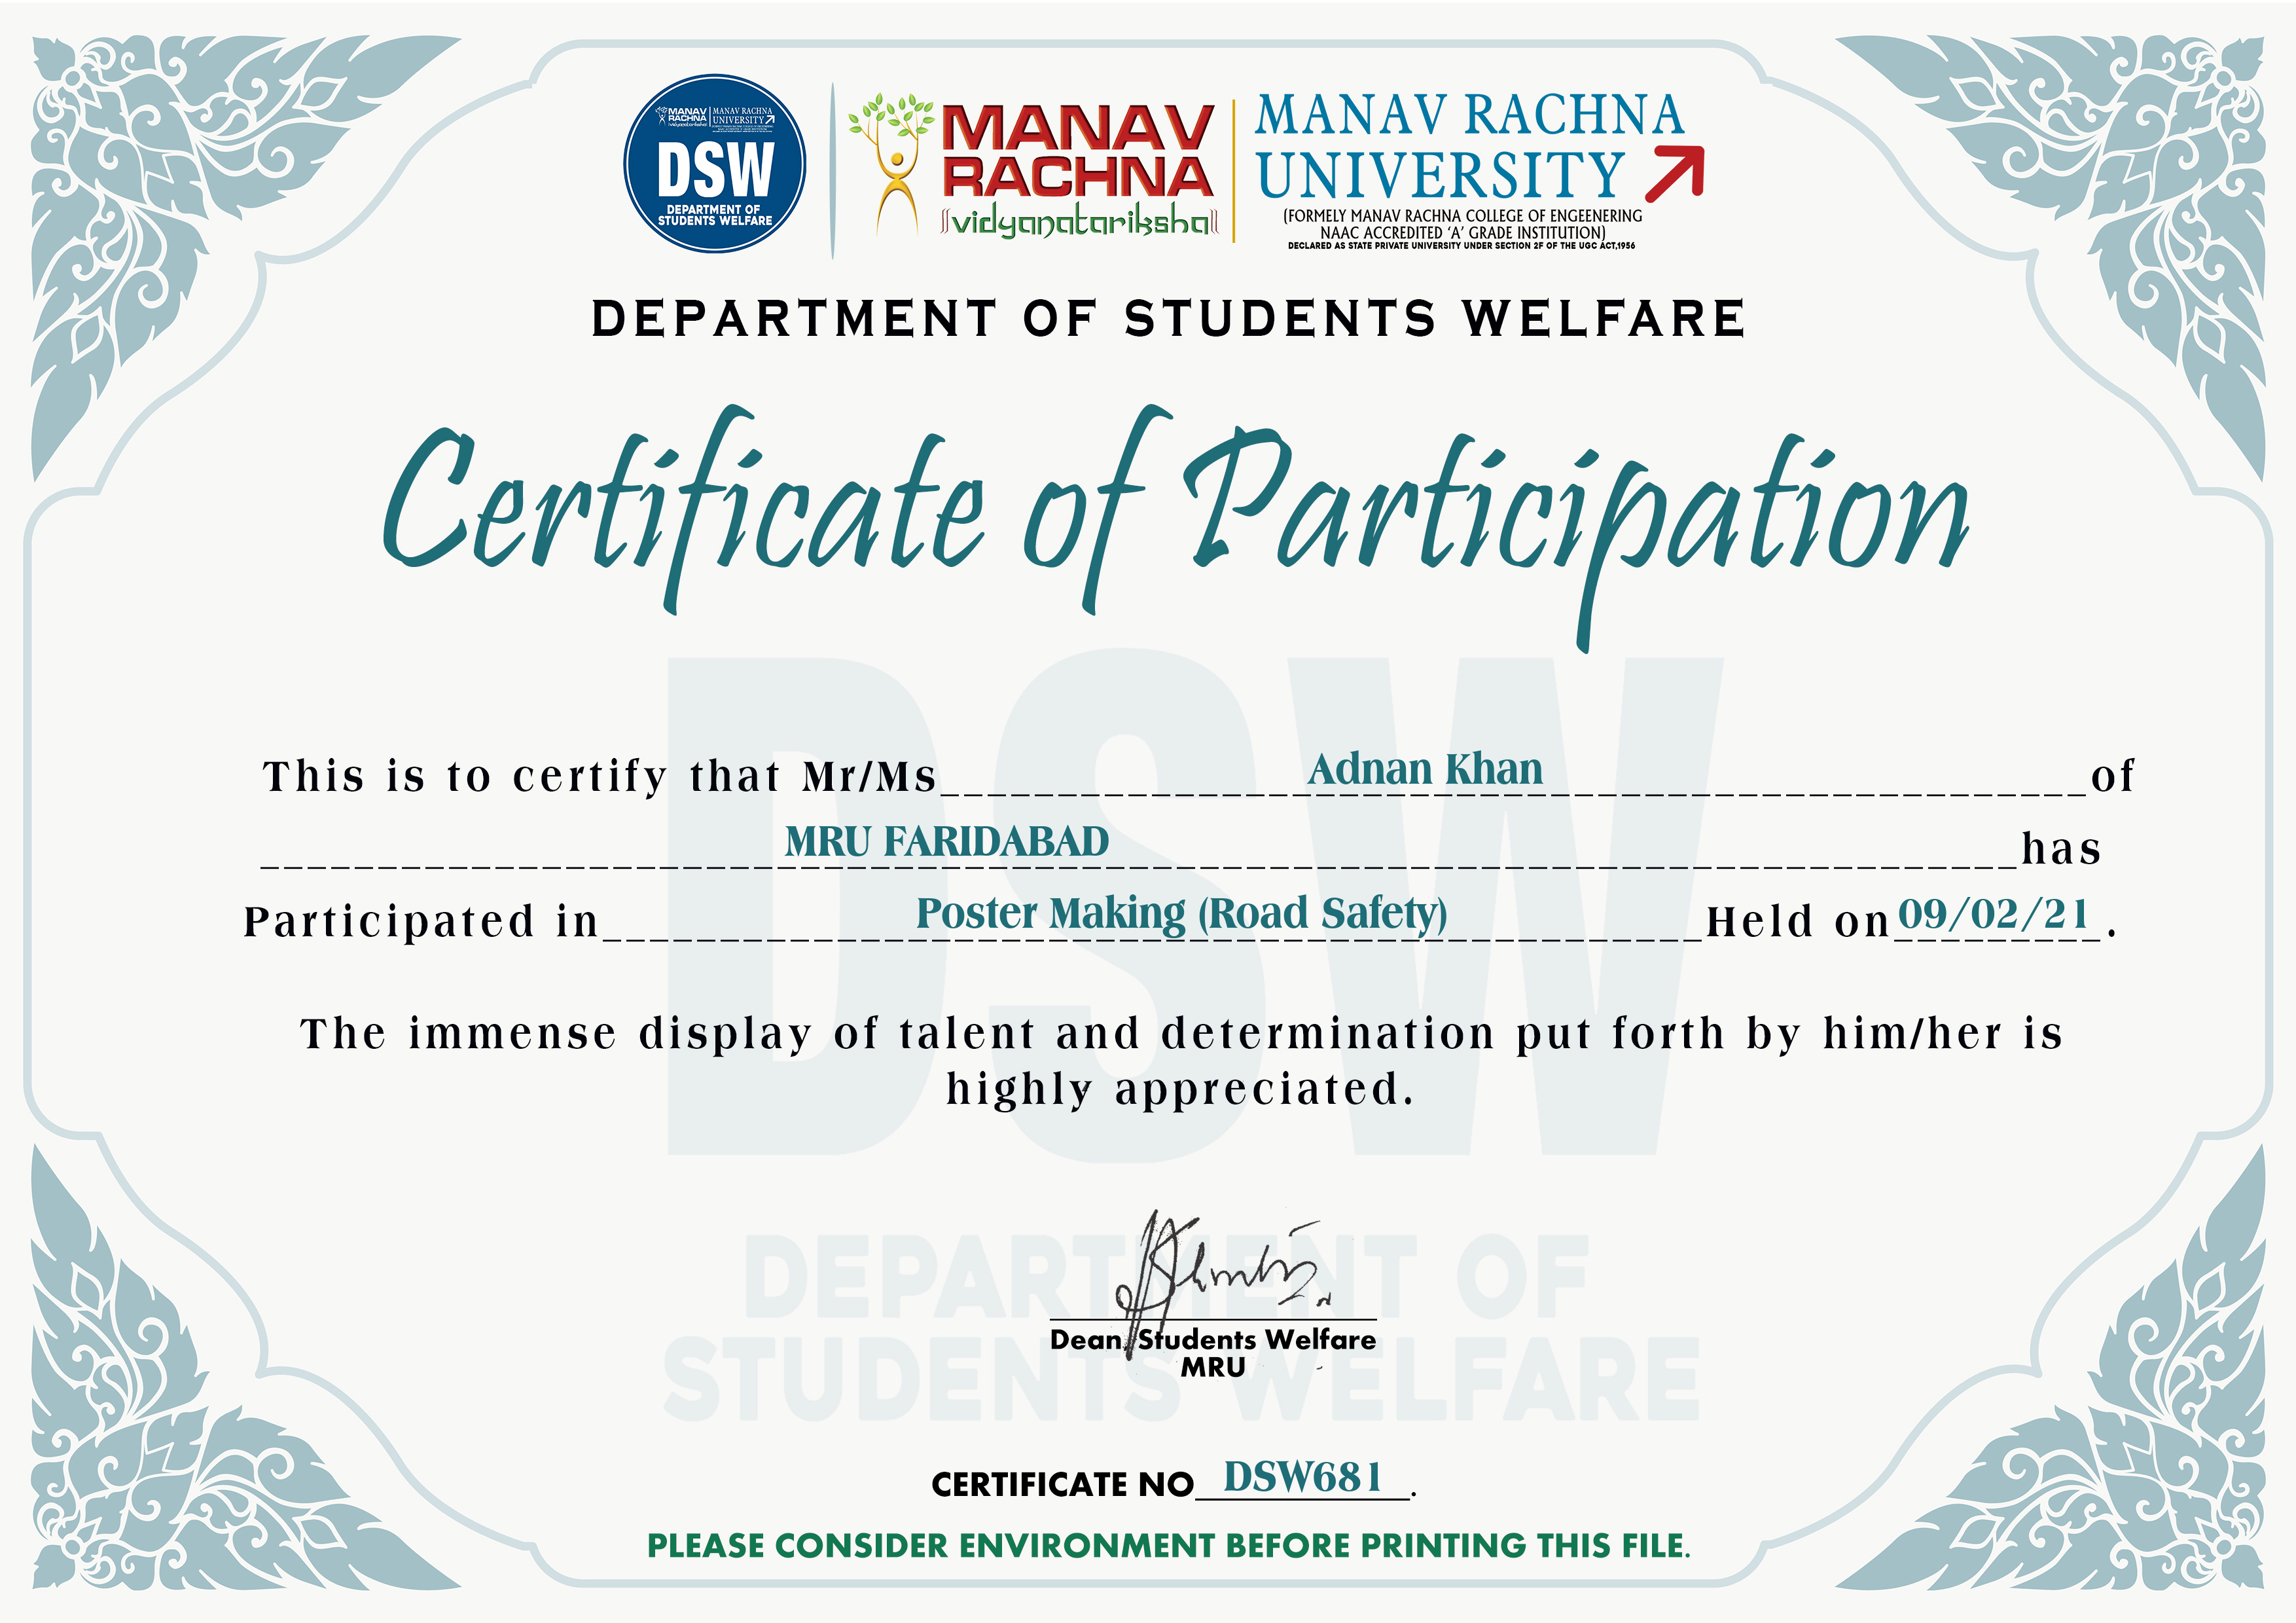 MANAV RACHNA
vidyanatariksha
MANAV RACHNA
UNIVERSITY
DSW
DEPARTMENT OF
STUDENTS WELFARE
MANAV
RACHNA
vidyanatariksha
MANAV RACHNA
UNIVERSITY
(FORMELY MANAV RACHNA COLLEGE OF ENGEENERING
NAAC ACCREDITED ‘A’ GRADE INSTITUTION)
DECLARED AS STATE PRIVATE UNIVERSITY UNDER SECTION 2F OF THE UGC ACT,1956
DEPARTMENT OF STUDENTS WELFARE
Certificate of Participation
DSW
This is to certify that Mr/Ms Adnan Khan of
MRU FARIDABAD has
Participated in Poster Making (Road Safety) Held on 09/02/21 .
The immense display of talent and determination put forth by him/her is
highly appreciated.
DEPARTMENT OF
STUDENTS WELFARE
Dean Students Welfare
MRU
CERTIFICATE NO DSW681 .
PLEASE CONSIDER ENVIRONMENT BEFORE PRINTING THIS FILE.